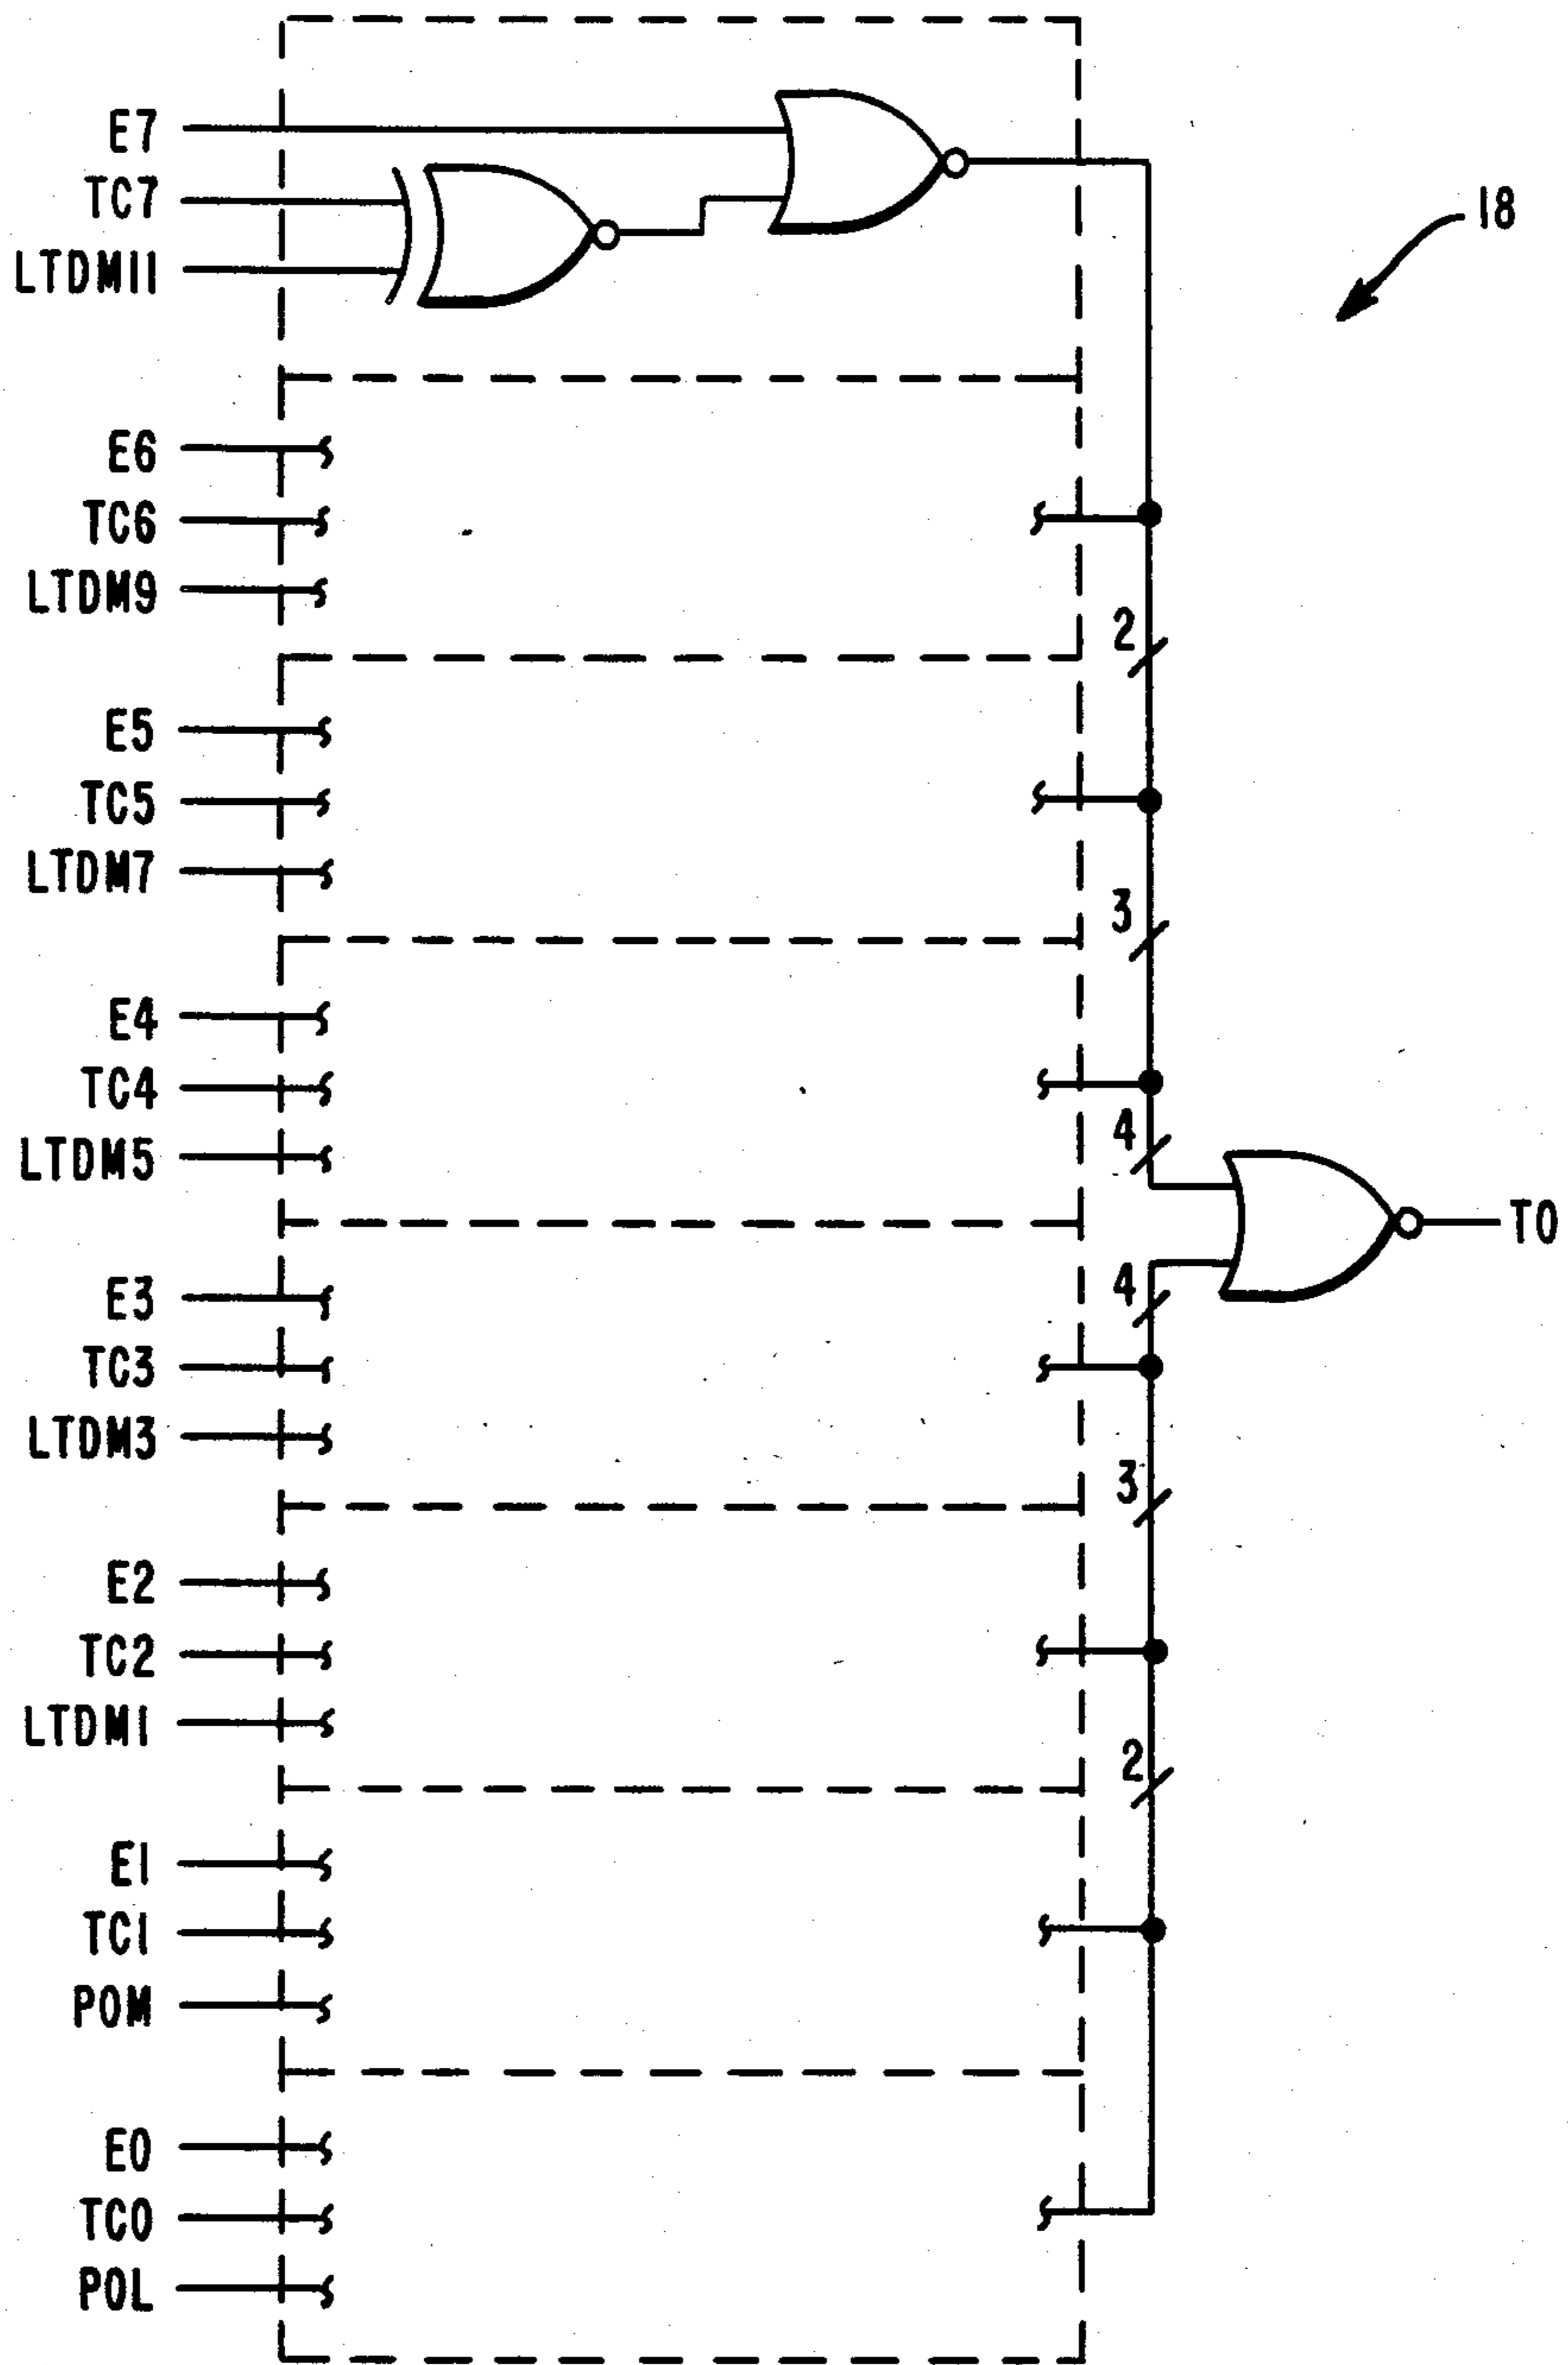 E7
TC7
LTDM11
18
E6
TC6
LTDM9
2
E5
TC5
LTDM7
3
E4
TC4
LTDM5
4
TO
E3
TC3
LTDM3
4
3
E2
TC2
LTDM1
2
E1
TC1
POM
E0
TC0
POL